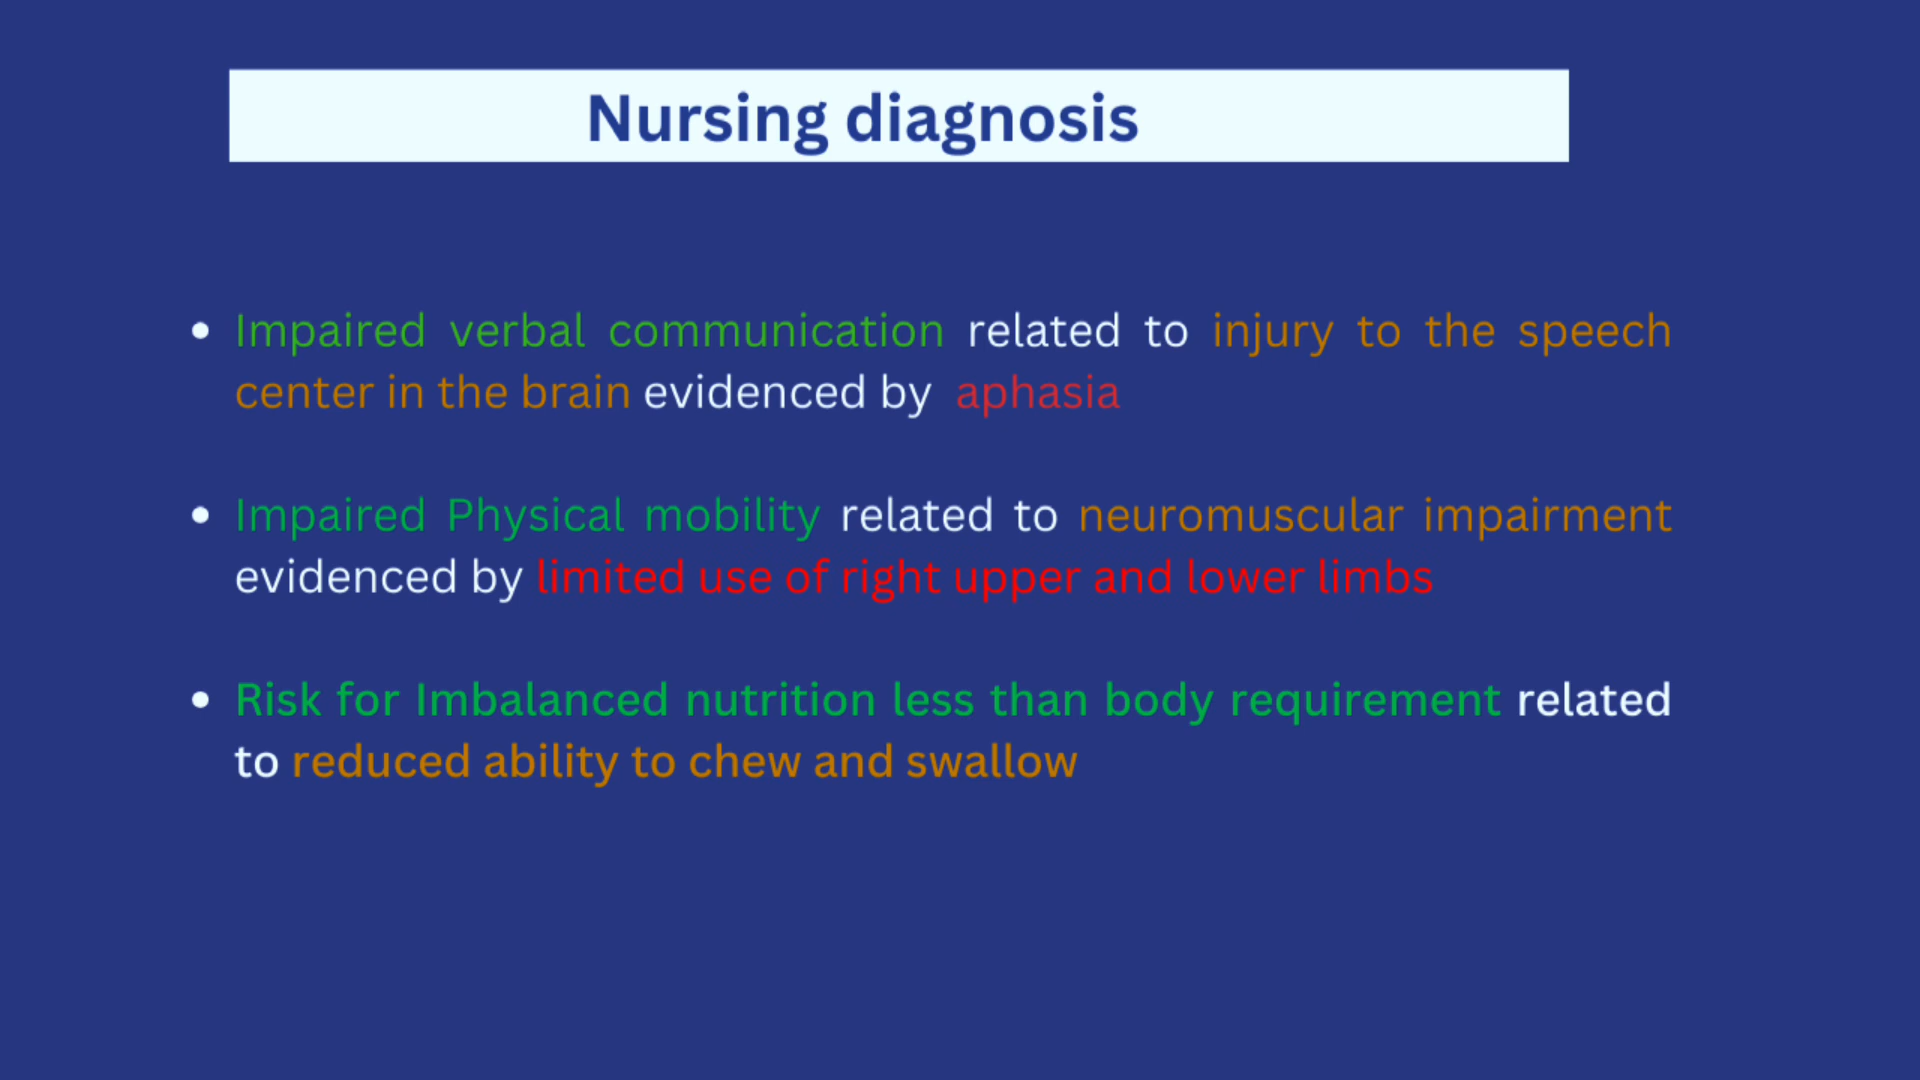 Nursing diagnosis
• Impaired verbal communication related to injury to the speech
center in the brain evidenced by aphasia
• Impaired Physical mobility related to neuromuscular impairment
evidenced by limited use of right upper and lower limbs
• Risk for Imbalanced nutrition less than body requirement related
to reduced ability to chew and swallow